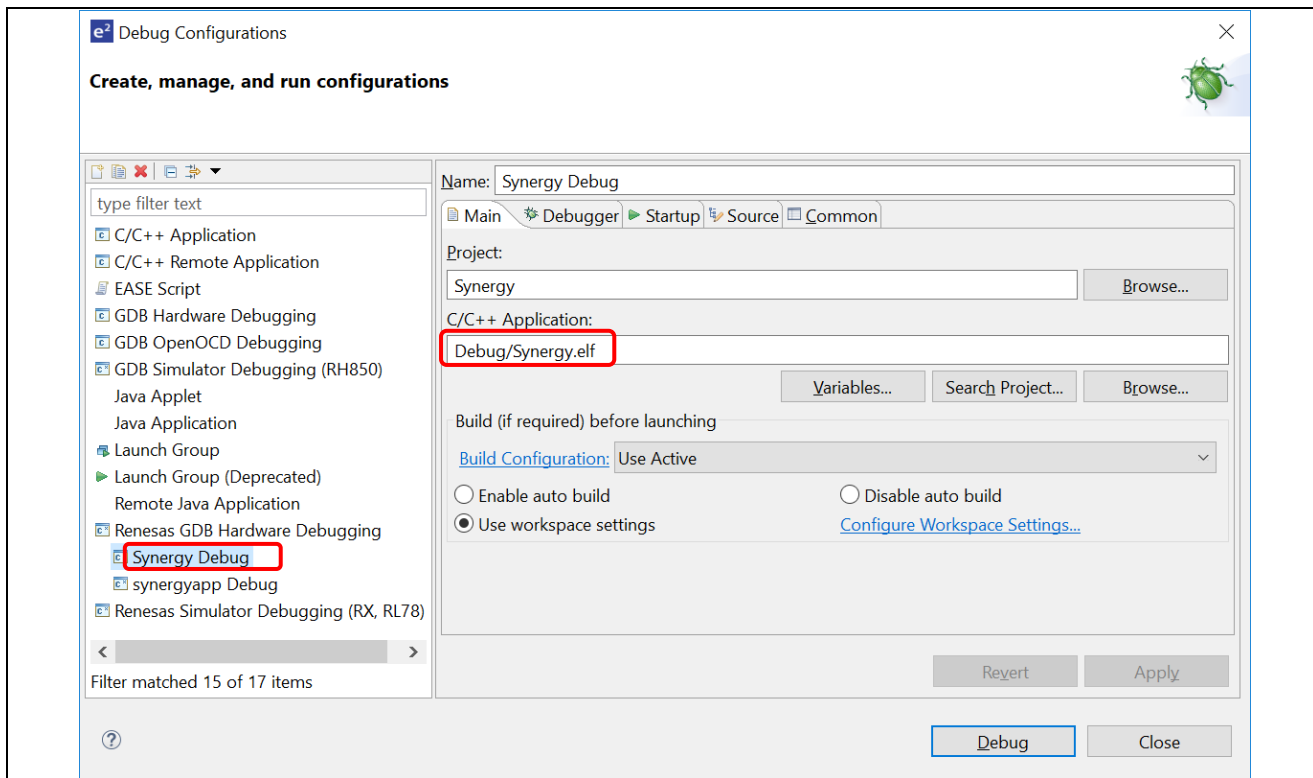 e² Debug Configurations
Create, manage, and run configurations
type filter text
C/C++ Application
C/C++ Remote Application
EASE Script
GDB Hardware Debugging
GDB OpenOCD Debugging
GDB Simulator Debugging (RH850)
Java Applet
Java Application
Launch Group
Launch Group (Deprecated)
Remote Java Application
Renesas GDB Hardware Debugging
Synergy Debug
synergyapp Debug
Renesas Simulator Debugging (RX, RL78)
Filter matched 15 of 17 items
Name: Synergy Debug
Main Debugger Startup Source Common
Project:
Synergy Browse...
C/C++ Application:
Debug/Synergy.elf
Variables... Search Project... Browse...
Build (if required) before launching
Build Configuration: Use Active
Enable auto build Disable auto build
Use workspace settings Configure Workspace Settings...
Revert Apply
? Debug Close